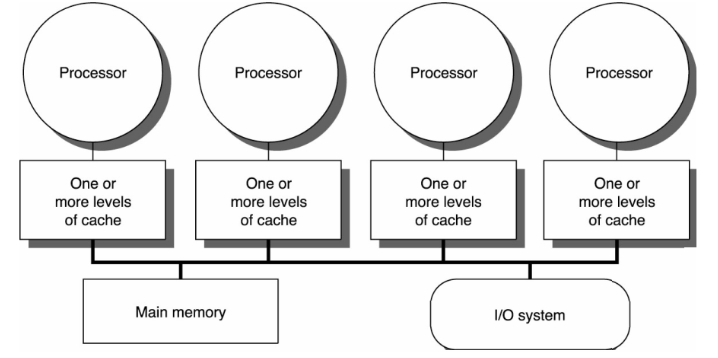 Processor
Processor
Processor
Processor
One or
more levels
of cache
One or
more levels
of cache
One or
more levels
of cache
One or
more levels
of cache
Main memory
I/O system